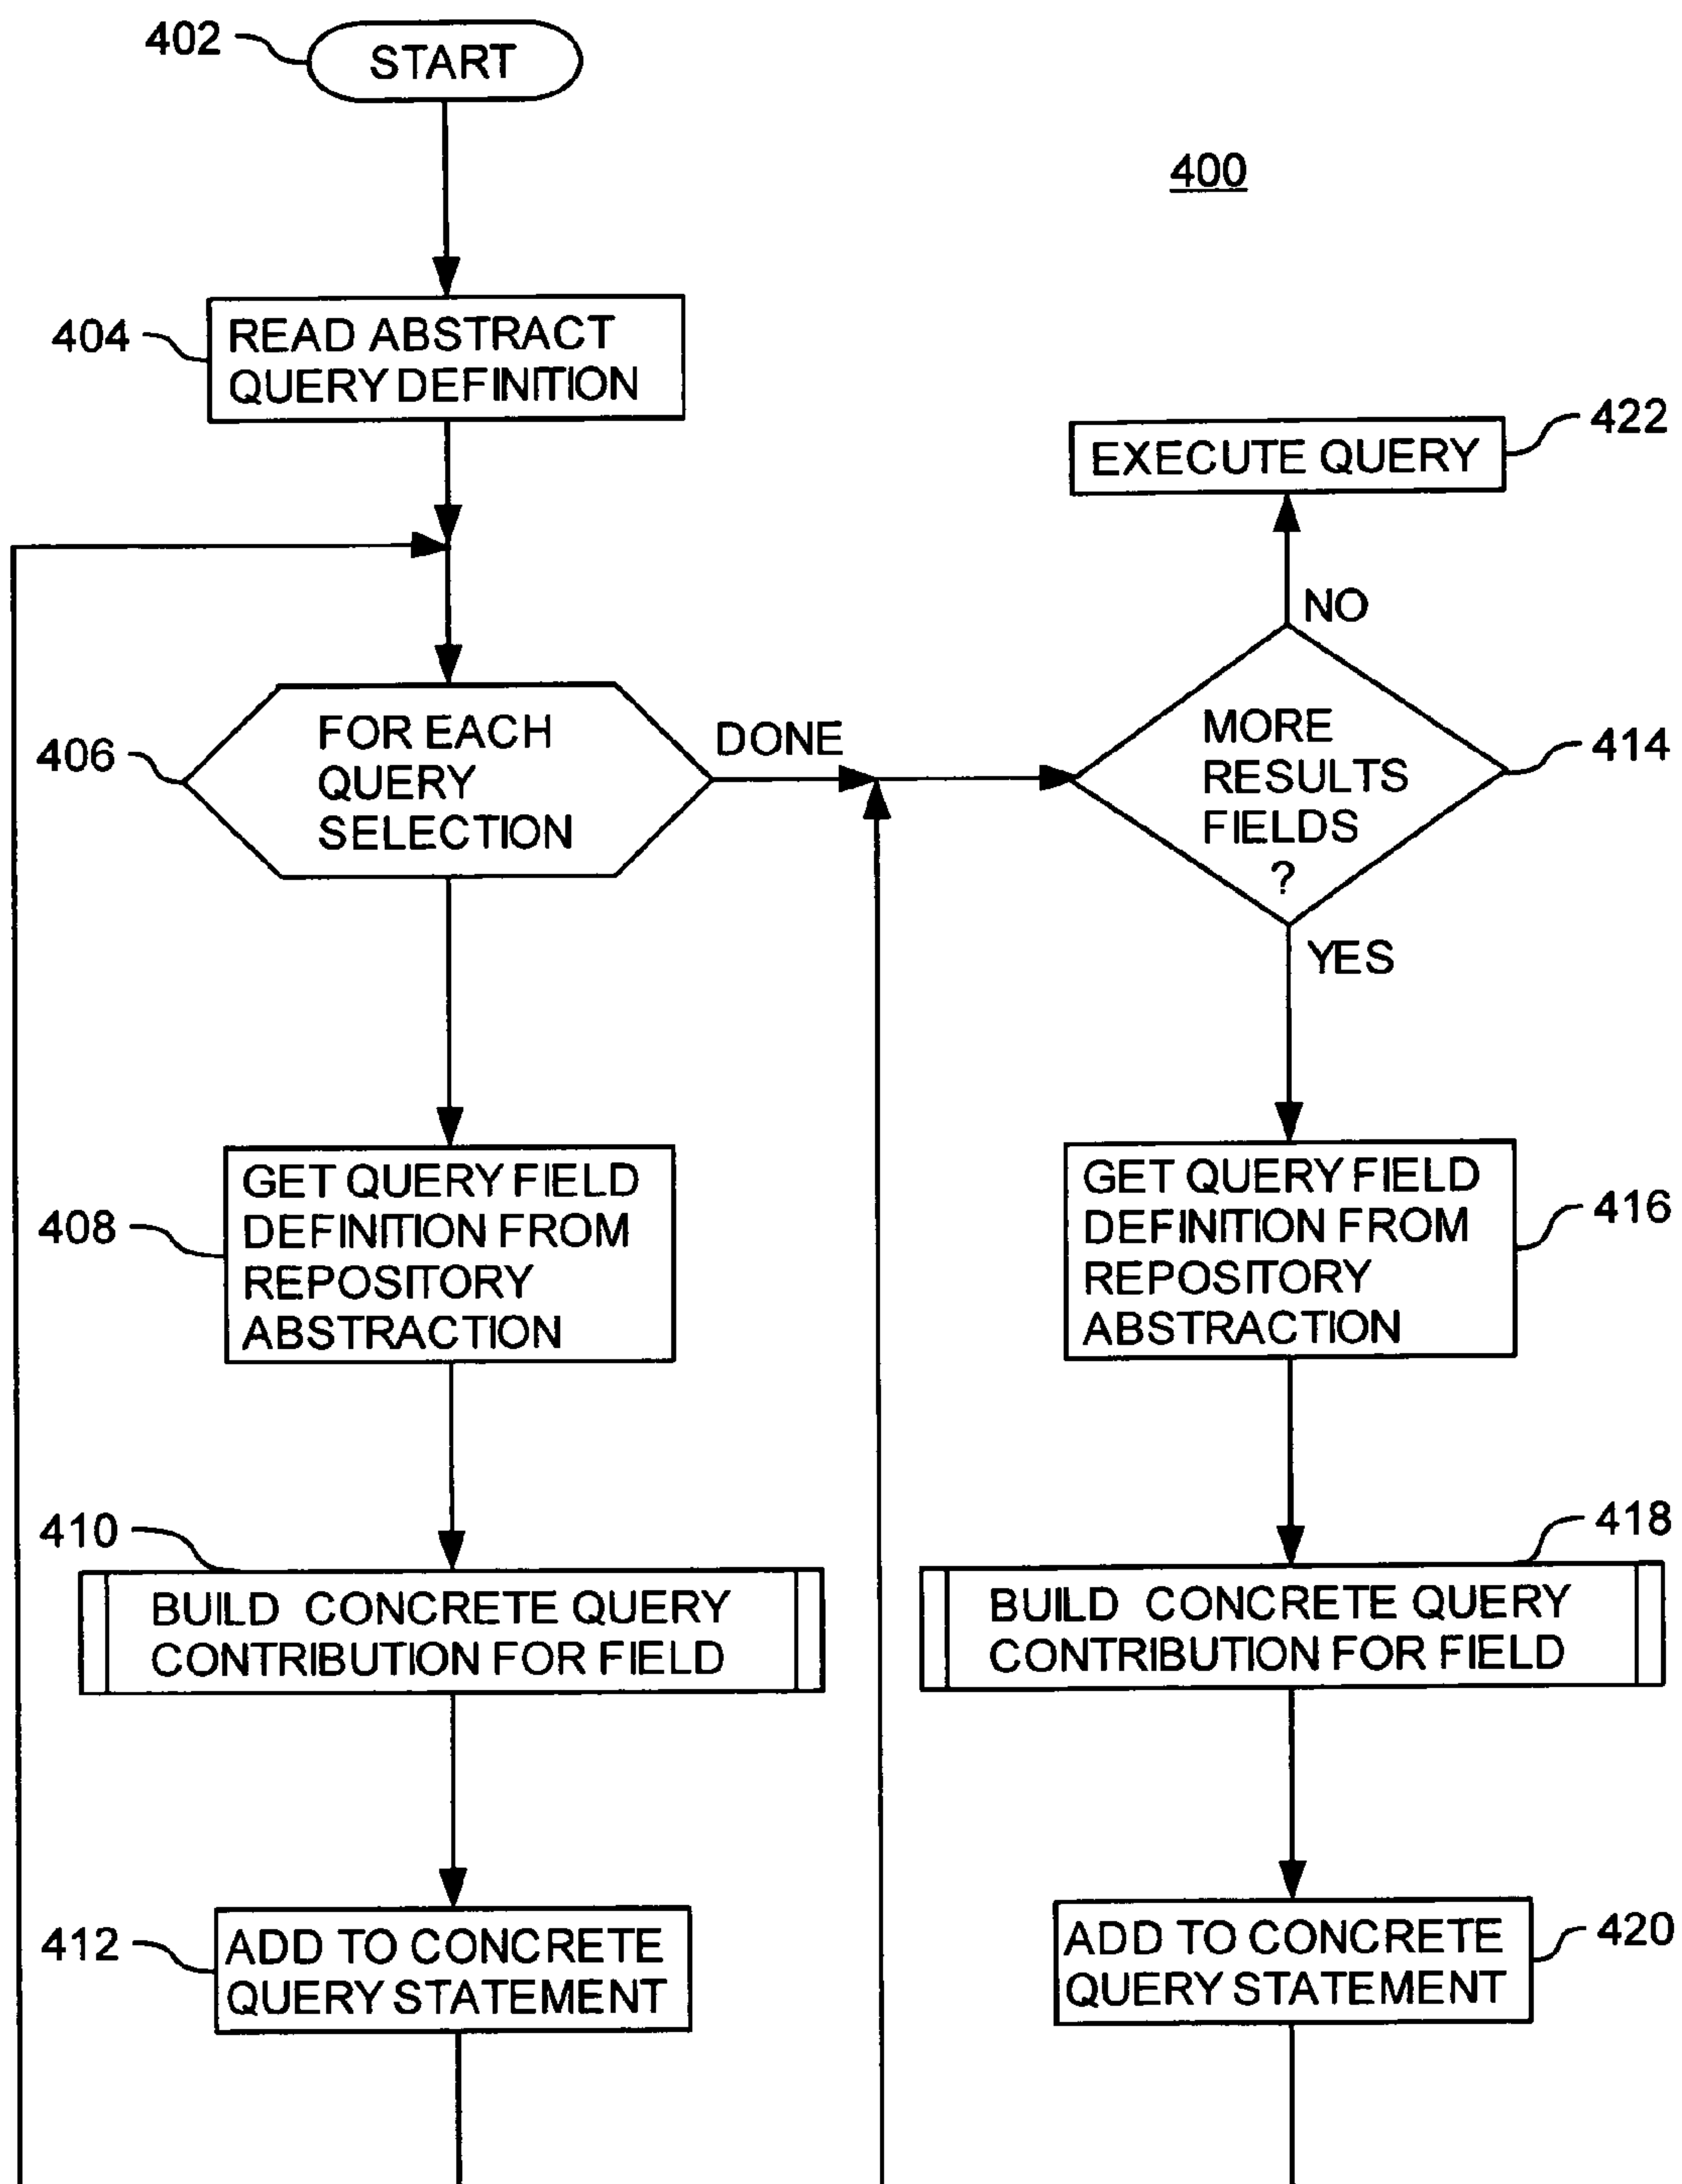 402
START
400
404
READ ABSTRACT
QUERY DEFINITION
422
EXECUTE QUERY
NO
406
FOR EACH
QUERY
SELECTION
DONE
MORE
RESULTS
FIELDS
?
414
YES
408
GET QUERY FIELD
DEFINITION FROM
REPOSITORY
ABSTRACTION
GET QUERY FIELD
DEFINITION FROM
REPOSITORY
ABSTRACTION
416
410
BUILD CONCRETE QUERY
CONTRIBUTION FOR FIELD
418
BUILD CONCRETE QUERY
CONTRIBUTION FOR FIELD
412
ADD TO CONCRETE
QUERY STATEMENT
ADD TO CONCRETE
QUERY STATEMENT
420